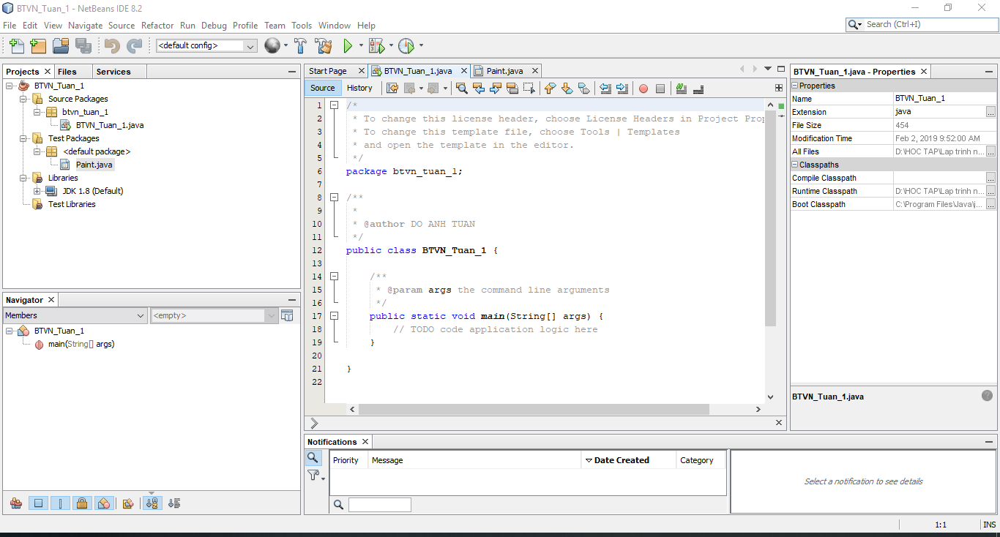 BTVN_Tuan_1 - NetBeans IDE 8.2
File Edit View Navigate Source Refactor Run Debug Profile Team Tools Window Help
Search (Ctrl+I)
<default config>
Projects Files Services
BTVN_Tuan_1
Source Packages
btvn_tuan_1
BTVN_Tuan_1.java
Test Packages
<default package>
Paint.java
Libraries
JDK 1.8 (Default)
Test Libraries
Navigator
Members <empty>
BTVN_Tuan_1
main(String[] args)
Start Page BTVN_Tuan_1.java Paint.java
Source History
1 /*
2 * To change this license header, choose License Headers in Project Prop
3 * To change this template file, choose Tools | Templates
4 * and open the template in the editor.
5 */
6 package btvn_tuan_1;
7
8 /**
9 *
10 * @author DO ANH TUAN
11 */
12 public class BTVN_Tuan_1 {
13
14 /**
15 * @param args the command line arguments
16 */
17 public static void main(String[] args) {
18 // TODO code application logic here
19 }
20
21 }
22
BTVN_Tuan_1.java - Properties
Properties
Name BTVN_Tuan_1
Extension java
File Size 454
Modification Time Feb 2, 2019 9:52:00 AM
All Files D:\HOC TAP\Lap trinh n...
Classpaths
Compile Classpath
Runtime Classpath D:\HOC TAP\Lap trinh n...
Boot Classpath C:\Program Files\Java\j...
BTVN_Tuan_1.java
Notifications
Priority Message Date Created Category
Select a notification to see details
1:1 INS